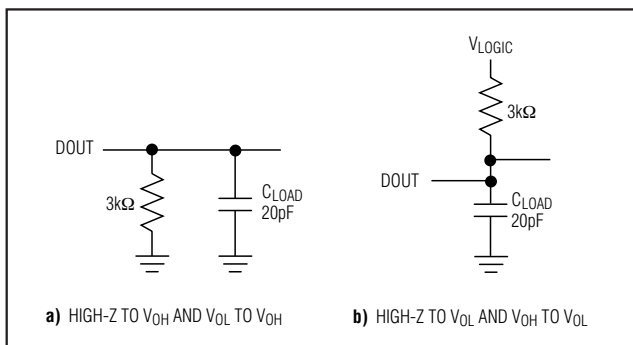 DOUT
3kΩ
CLOAD
20pF
a) HIGH-Z TO VOH AND VOL TO VOH
VLOGIC
3kΩ
DOUT
CLOAD
20pF
b) HIGH-Z TO VOL AND VOH TO VOL